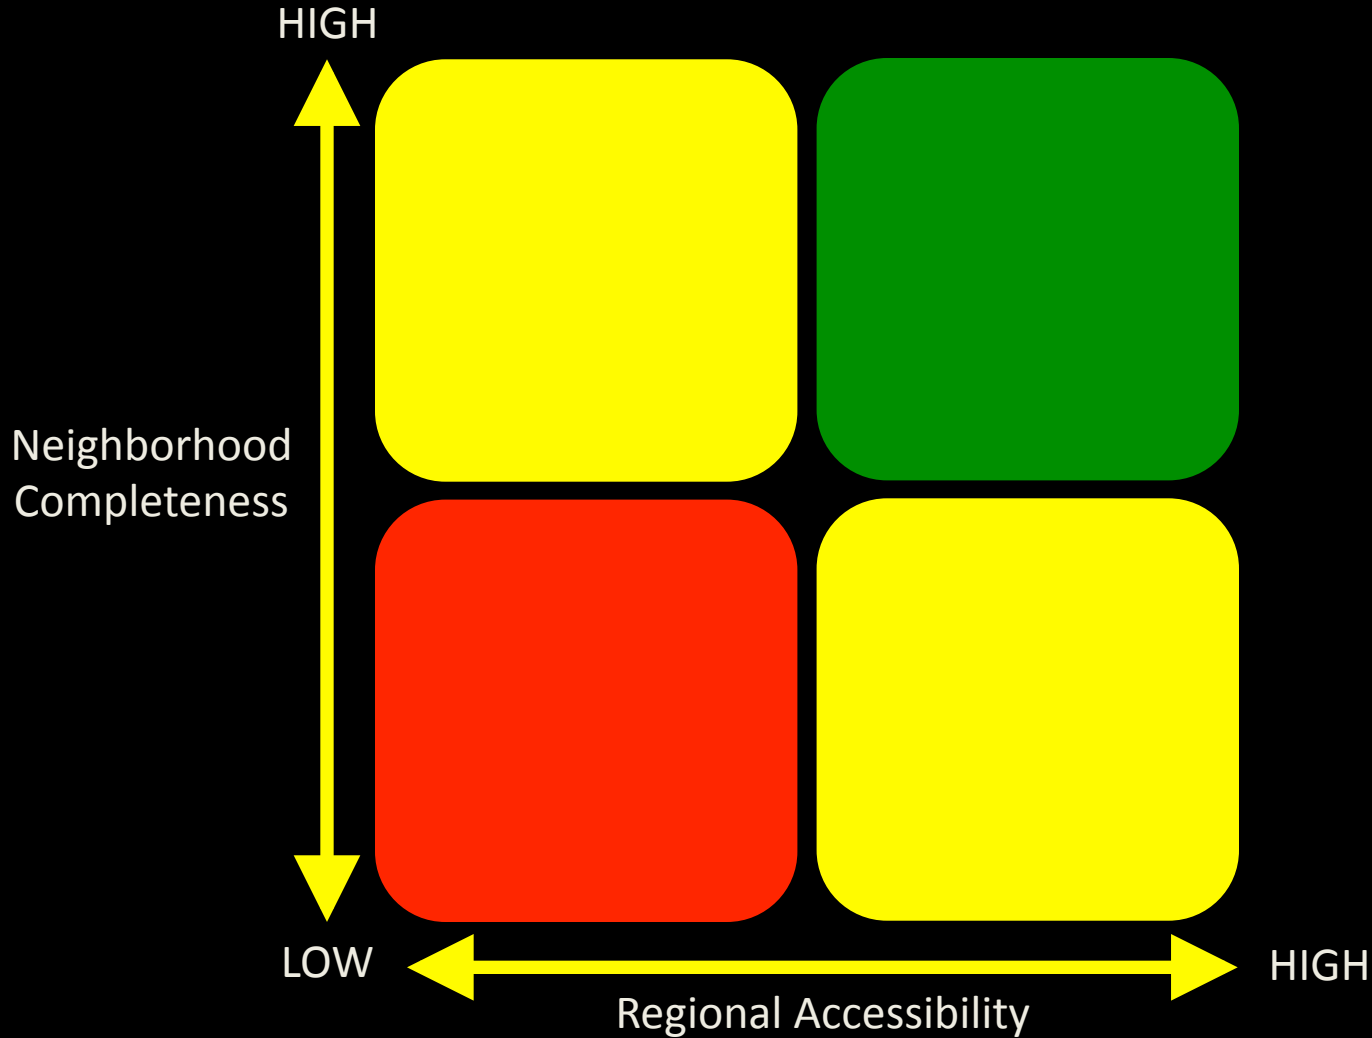 HIGH
Neighborhood
Completeness
LOW
HIGH
Regional Accessibility